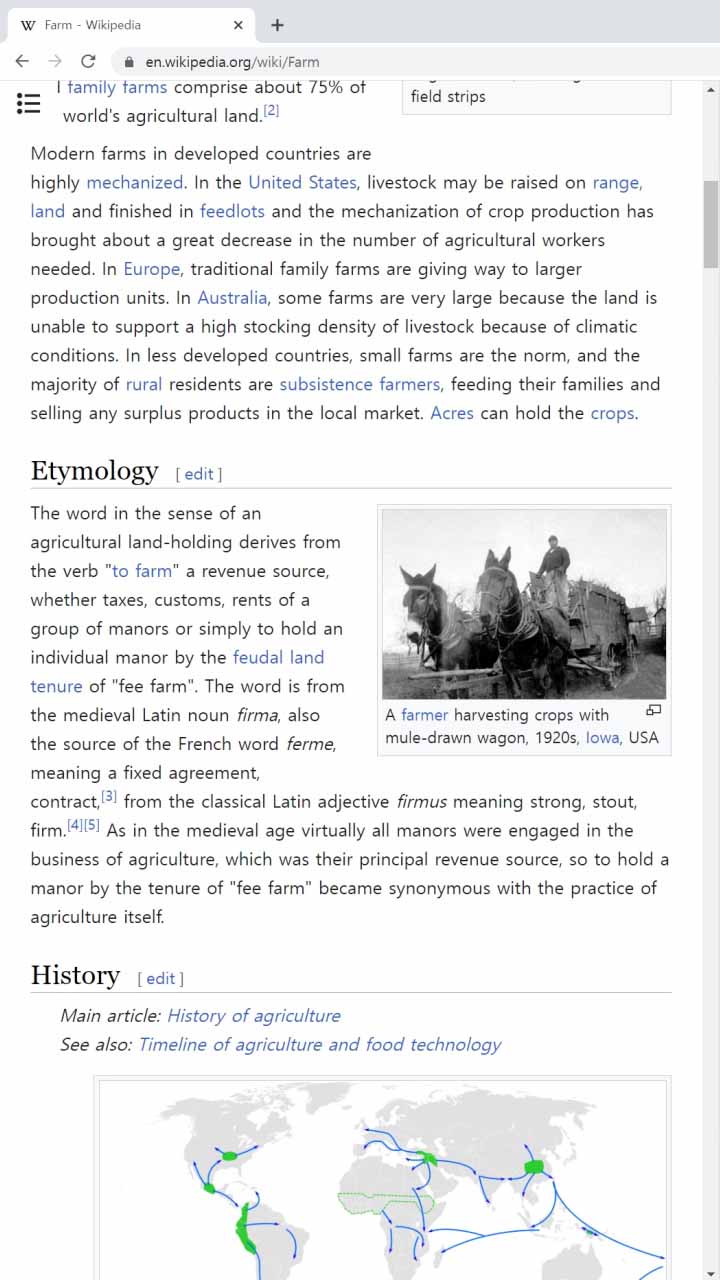 Farm - Wikipedia
en.wikipedia.org/wiki/Farm
family farms comprise about 75% of
world's agricultural land.[2]
field strips
Modern farms in developed countries are
highly mechanized. In the United States, livestock may be raised on range,
land and finished in feedlots and the mechanization of crop production has
brought about a great decrease in the number of agricultural workers
needed. In Europe, traditional family farms are giving way to larger
production units. In Australia, some farms are very large because the land is
unable to support a high stocking density of livestock because of climatic
conditions. In less developed countries, small farms are the norm, and the
majority of rural residents are subsistence farmers, feeding their families and
selling any surplus products in the local market. Acres can hold the crops.
Etymology [ edit ]
The word in the sense of an
agricultural land-holding derives from
the verb "to farm" a revenue source,
whether taxes, customs, rents of a
group of manors or simply to hold an
individual manor by the feudal land
tenure of "fee farm". The word is from
the medieval Latin noun firma, also
the source of the French word ferme,
meaning a fixed agreement,
contract,[3] from the classical Latin adjective firmus meaning strong, stout,
firm.[4][5] As in the medieval age virtually all manors were engaged in the
business of agriculture, which was their principal revenue source, so to hold a
manor by the tenure of "fee farm" became synonymous with the practice of
agriculture itself.
A farmer harvesting crops with
mule-drawn wagon, 1920s, Iowa, USA
History [ edit ]
Main article: History of agriculture
See also: Timeline of agriculture and food technology